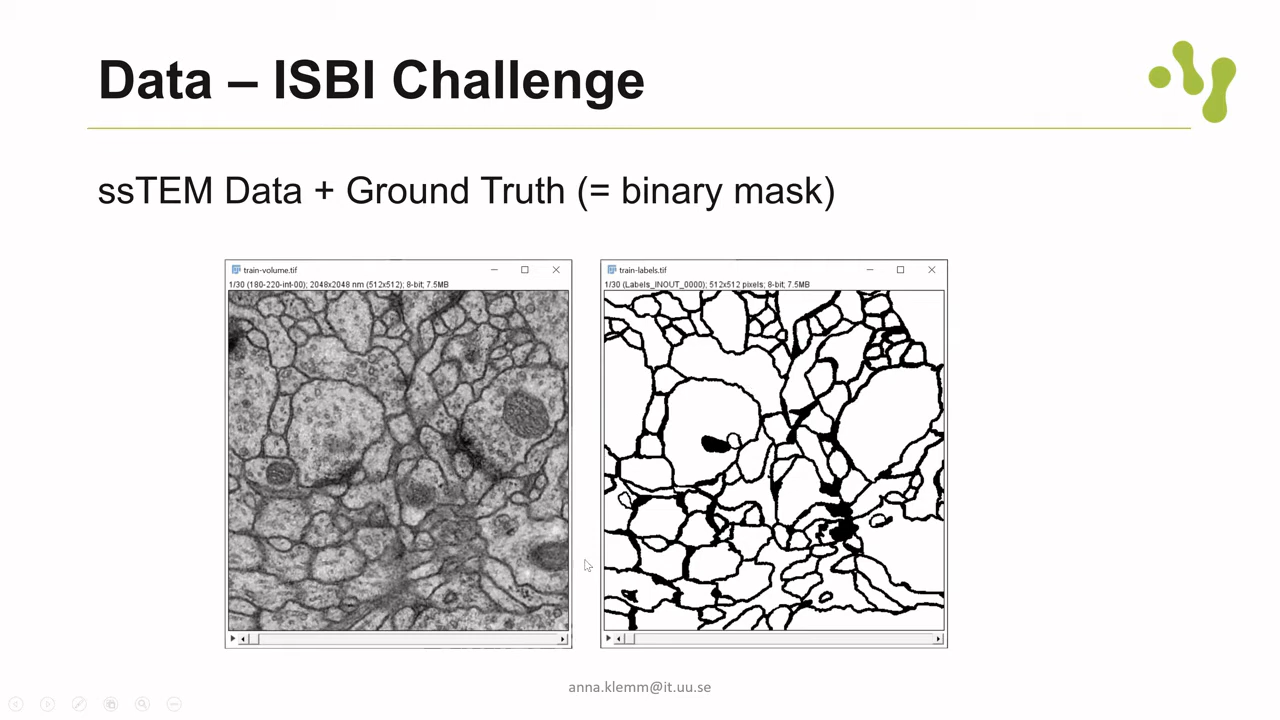 Data – ISBI Challenge
ssTEM Data + Ground Truth (= binary mask)
train-volume.tif
1/30 (180-220-int-00); 2048x2048 nm (512x512); 8-bit; 7.5MB
train-labels.tif
1/30 (Labels_INOUT_0000); 512x512 pixels; 8-bit; 7.5MB
anna.klemm@it.uu.se